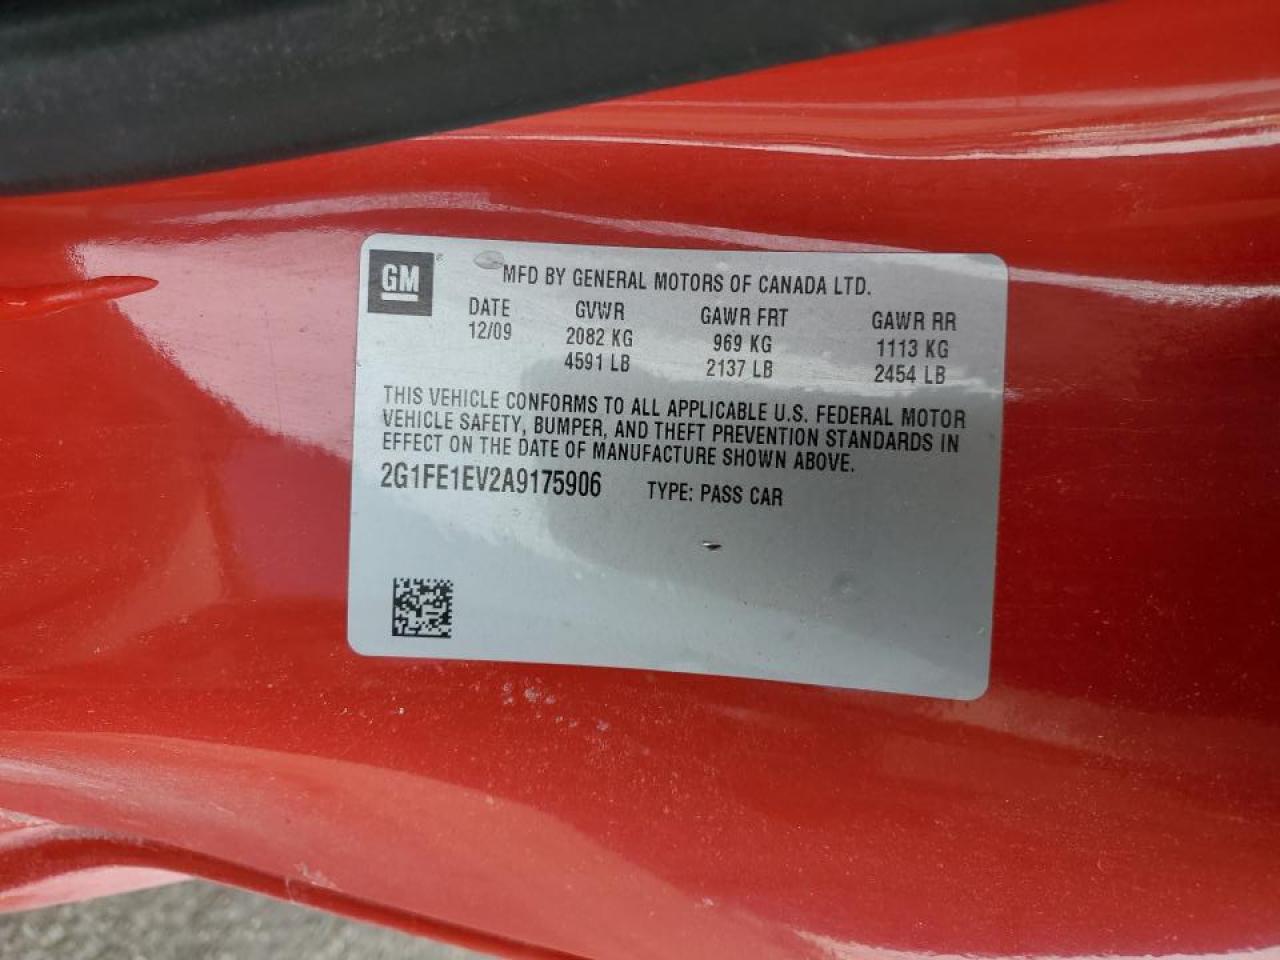 GM
MFD BY GENERAL MOTORS OF CANADA LTD.
DATE GVWR GAWR FRT GAWR RR
12/09 2082 KG 969 KG 1113 KG
4591 LB 2137 LB 2454 LB
THIS VEHICLE CONFORMS TO ALL APPLICABLE U.S. FEDERAL MOTOR
VEHICLE SAFETY, BUMPER, AND THEFT PREVENTION STANDARDS IN
EFFECT ON THE DATE OF MANUFACTURE SHOWN ABOVE.
2G1FE1EV2A9175906 TYPE: PASS CAR